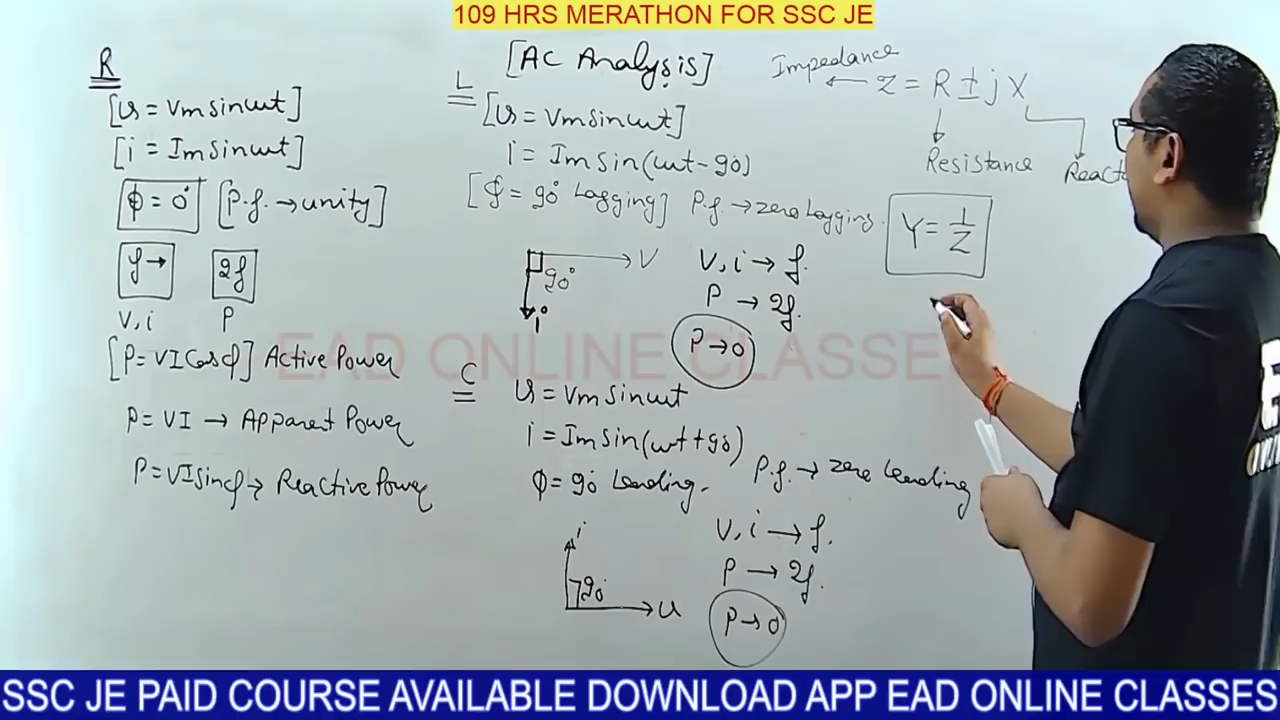 109 HRS MERATHON FOR SSC JE
[AC Analysis]
R
[v = Vm sinωt]
[i = Im sinωt]
ϕ = 0° [P.f. → unity]
f → 2f
V, i P
[P = VI Cosϕ] Active Power
P = VI → Apparent Power
P = VI Sinϕ → Reactive Power
L
[v = Vm sinωt]
i = Im sin(ωt - 90)
[ϕ = 90° Lagging] P.f. → zero Lagging.
V
90°
i
V, i → f.
P → 2f.
P → 0
C
v = Vm sinωt
i = Im sin(ωt + 90)
ϕ = 90 Leading. P.f. → zero Leading
i
90
v
V, i → f.
P → 2f.
P → 0
Impedance ← Z = R ± jX
Resistance
Y = 1/Z
EAD ONLINE CLASSES
SSC JE PAID COURSE AVAILABLE DOWNLOAD APP EAD ONLINE CLASSES